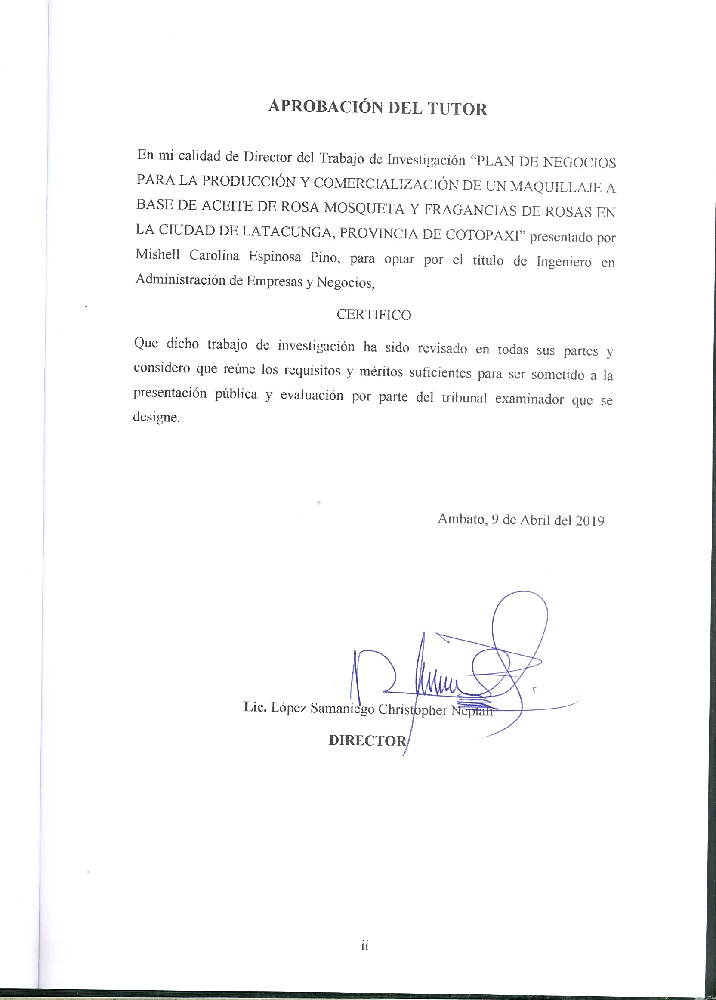 APROBACIÓN DEL TUTOR
En mi calidad de Director del Trabajo de Investigación “PLAN DE NEGOCIOS
PARA LA PRODUCCIÓN Y COMERCIALIZACIÓN DE UN MAQUILLAJE A
BASE DE ACEITE DE ROSA MOSQUETA Y FRAGANCIAS DE ROSAS EN
LA CIUDAD DE LATACUNGA, PROVINCIA DE COTOPAXI” presentado por
Mishell Carolina Espinosa Pino, para optar por el título de Ingeniero en
Administración de Empresas y Negocios,
CERTIFICO
Que dicho trabajo de investigación ha sido revisado en todas sus partes y
considero que reúne los requisitos y méritos suficientes para ser sometido a la
presentación pública y evaluación por parte del tribunal examinador que se
designe.
Ambato, 9 de Abril del 2019
Lic. López Samaniego Christopher Neptalí
DIRECTOR
ii